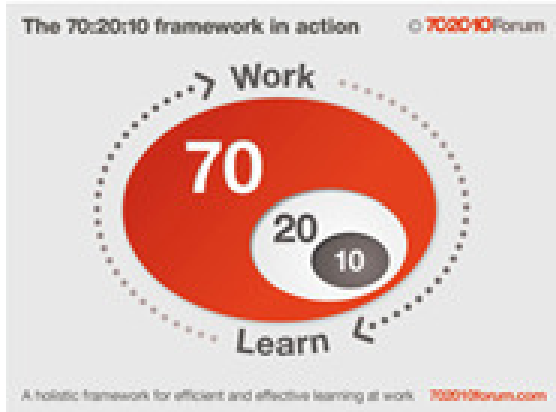 The 70:20:10 framework in action
© 702010Forum
Work
70
20
10
Learn
A holistic framework for efficient and effective learning at work 702010forum.com